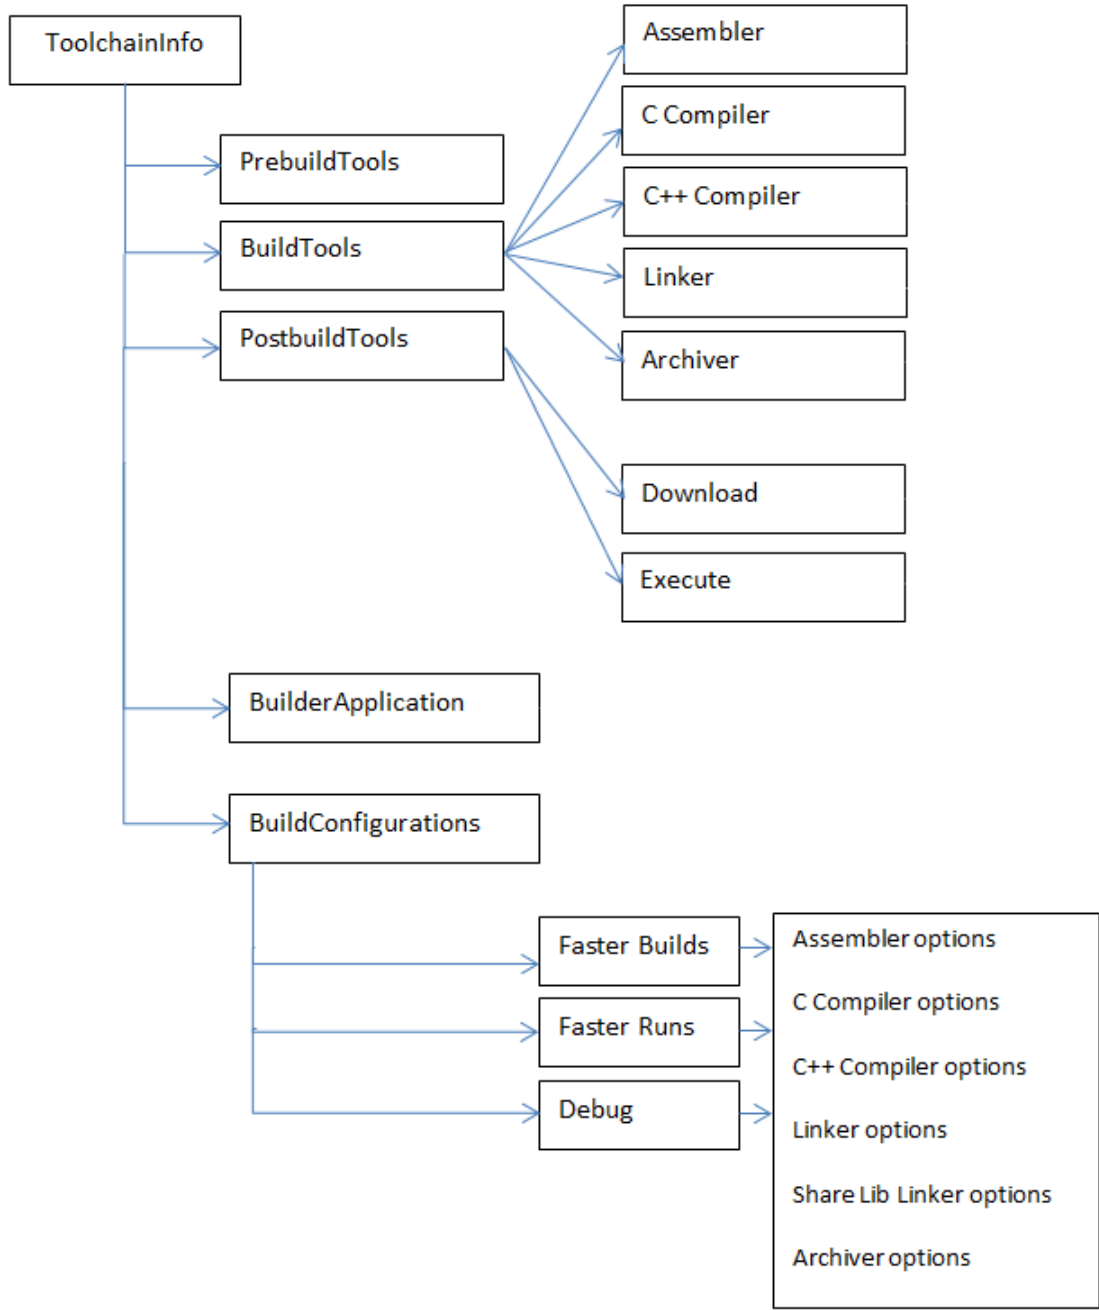 ToolchainInfo
PrebuildTools
BuildTools
PostbuildTools
Assembler
C Compiler
C++ Compiler
Linker
Archiver
Download
Execute
BuilderApplication
BuildConfigurations
Faster Builds
Faster Runs
Debug
Assembler options
C Compiler options
C++ Compiler options
Linker options
Share Lib Linker options
Archiver options